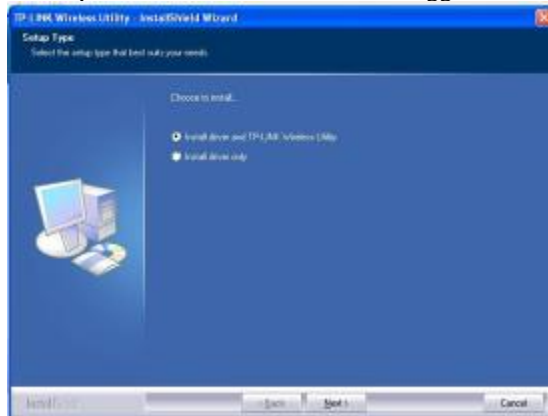 TP-LINK Wireless Utility - InstallShield Wizard
Setup Type
Select the setup type that best suits your needs.
Choose to install.
Install driver and TP-LINK Wireless Utility
Install driver only
InstallShield
< Back
Next >
Cancel